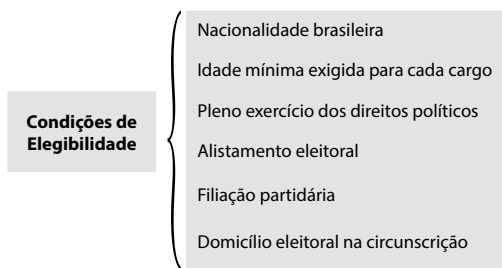 Condições de
Elegibilidade
Nacionalidade brasileira
Idade mínima exigida para cada cargo
Pleno exercício dos direitos políticos
Alistamento eleitoral
Filiação partidária
Domicílio eleitoral na circunscrição